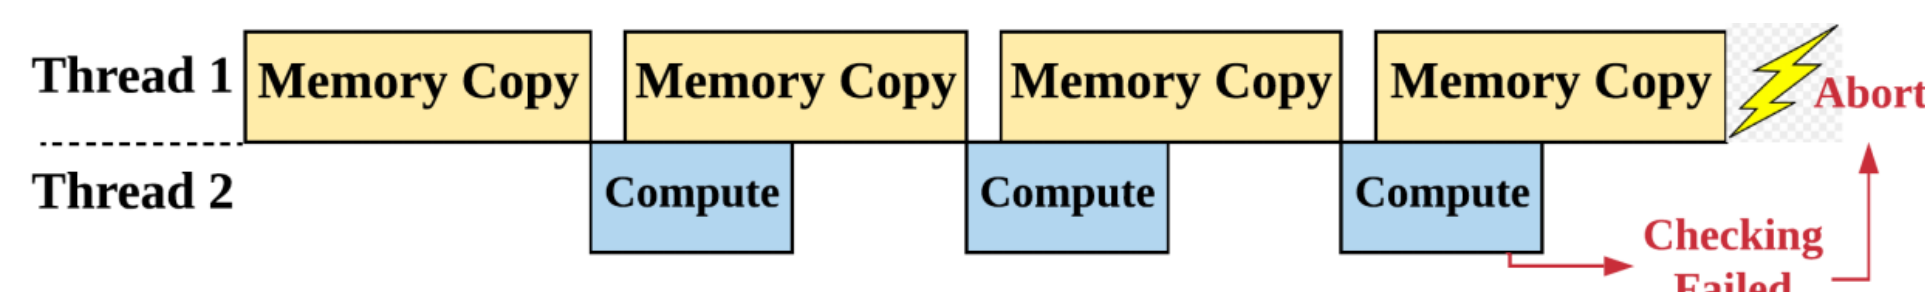 Thread 1
Memory Copy
Memory Copy
Memory Copy
Memory Copy
Abort
Thread 2
Compute
Compute
Compute
Checking
Failed